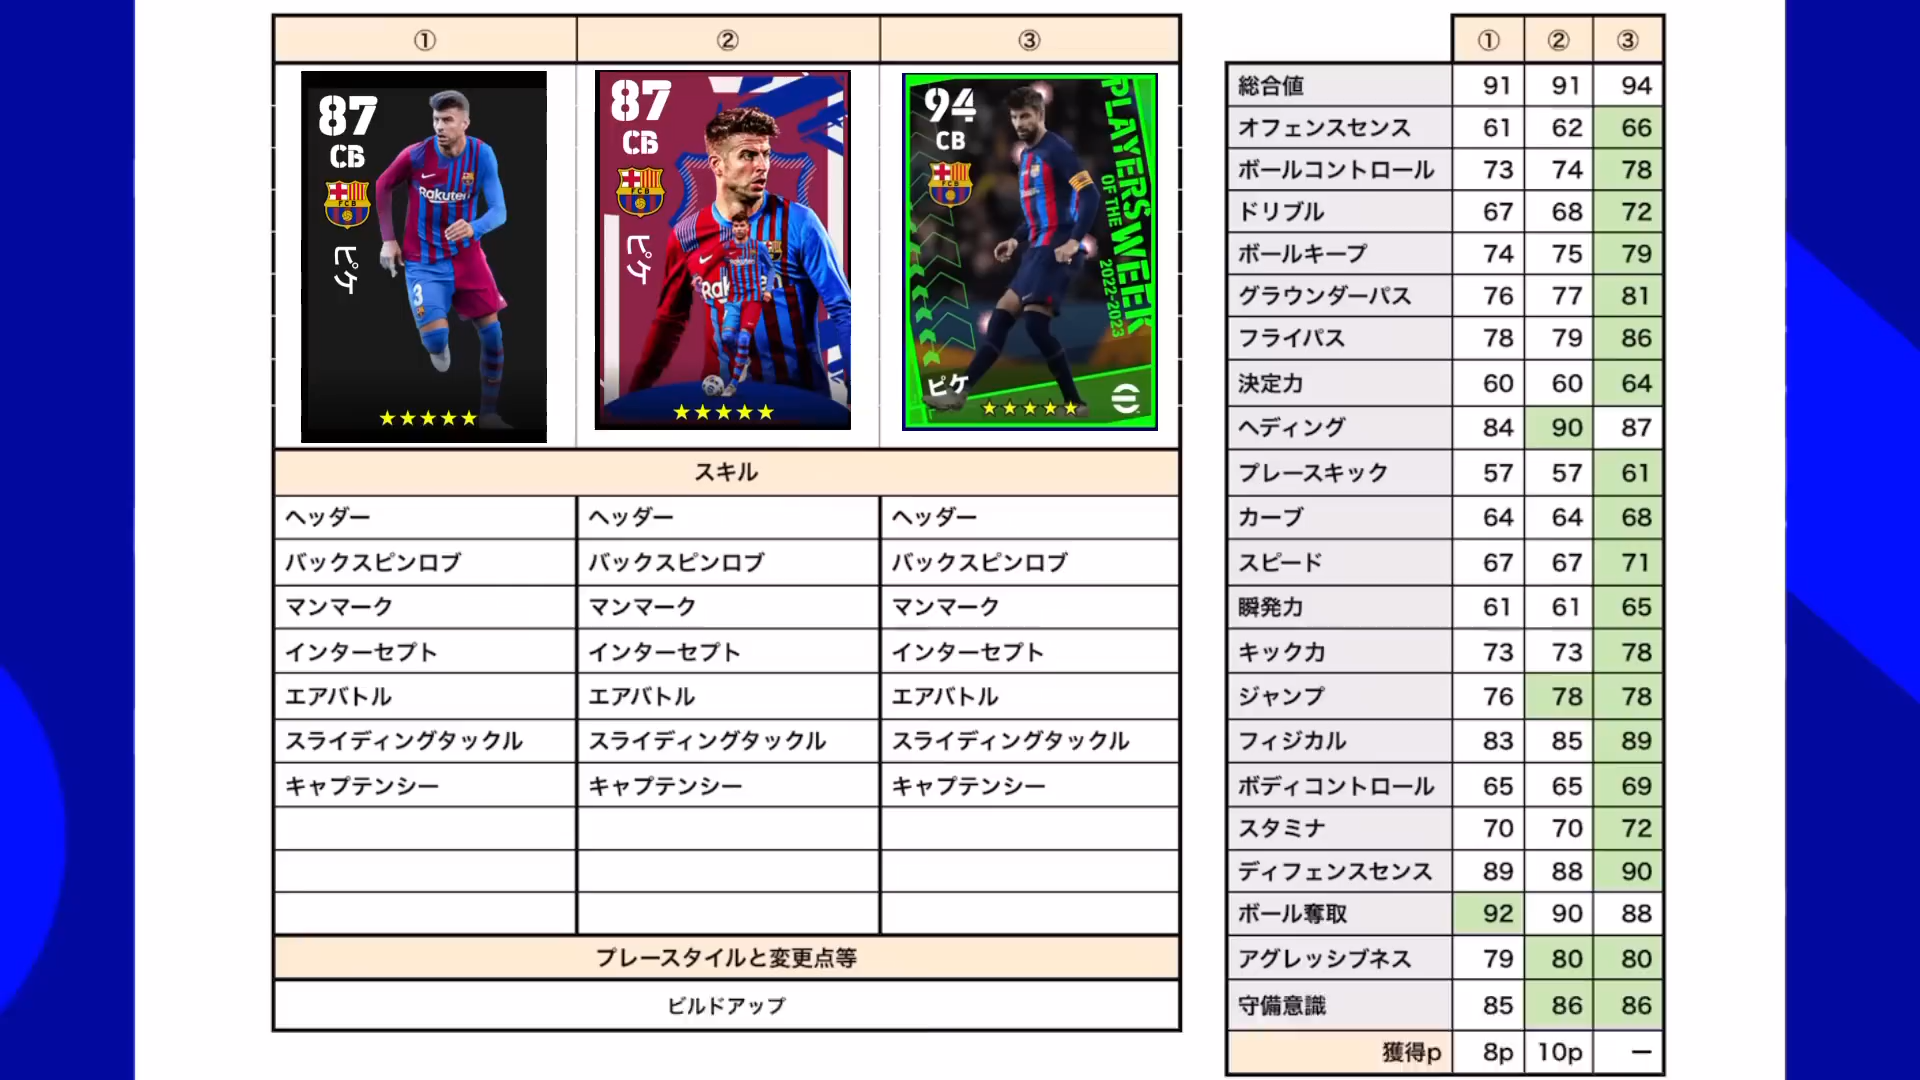 ① ② ③
87
CB
FCB
ピケ
Rakuten
3
★★★★★
87
CB
FCB
ピケ
★★★★★
94
CB
FCB
PLAYERS
OF THE WEEK
2022-2023
ピケ
★★★★★
スキル
ヘッダー ヘッダー ヘッダー
バックスピンロブ バックスピンロブ バックスピンロブ
マンマーク マンマーク マンマーク
インターセプト インターセプト インターセプト
エアバトル エアバトル エアバトル
スライディングタックル スライディングタックル スライディングタックル
キャプテンシー キャプテンシー キャプテンシー
プレースタイルと変更点等
ビルドアップ
① ② ③
総合値 91 91 94
オフェンスセンス 61 62 66
ボールコントロール 73 74 78
ドリブル 67 68 72
ボールキープ 74 75 79
グラウンダーパス 76 77 81
フライパス 78 79 86
決定力 60 60 64
ヘディング 84 90 87
プレースキック 57 57 61
カーブ 64 64 68
スピード 67 67 71
瞬発力 61 61 65
キック力 73 73 78
ジャンプ 76 78 78
フィジカル 83 85 89
ボディコントロール 65 65 69
スタミナ 70 70 72
ディフェンスセンス 89 88 90
ボール奪取 92 90 88
アグレッシブネス 79 80 80
守備意識 85 86 86
獲得p 8p 10p ー